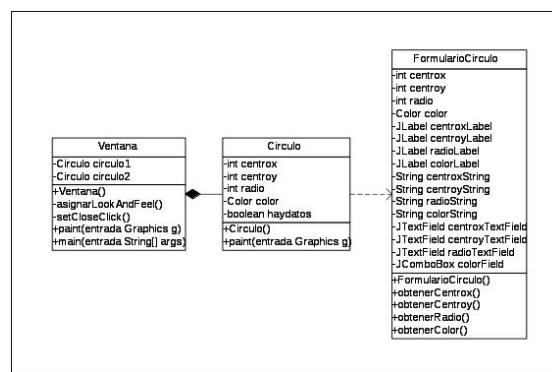 Ventana
-Circulo circulo1
-Circulo circulo2
+Ventana()
-asignarLookAndFeel()
-setCloseClick()
+paint(entrada Graphics g)
+main(entrada String[] args)
Circulo
-int centrox
-int centroy
-int radio
-Color color
-boolean haydatos
+Circulo()
+paint(entrada Graphics g)
FormularioCirculo
-int centrox
-int centroy
-int radio
-Color color
-JLabel centroxLabel
-JLabel centroyLabel
-JLabel radioLabel
-JLabel colorLabel
-String centroxString
-String centroyString
-String radioString
-String colorString
-JTextField centroxTextField
-JTextField centroyTextField
-JTextField radioTextField
-JComboBox colorField
+FormularioCirculo()
+obtenerCentrox()
+obtenerCentroy()
+obtenerRadio()
+obtenerColor()